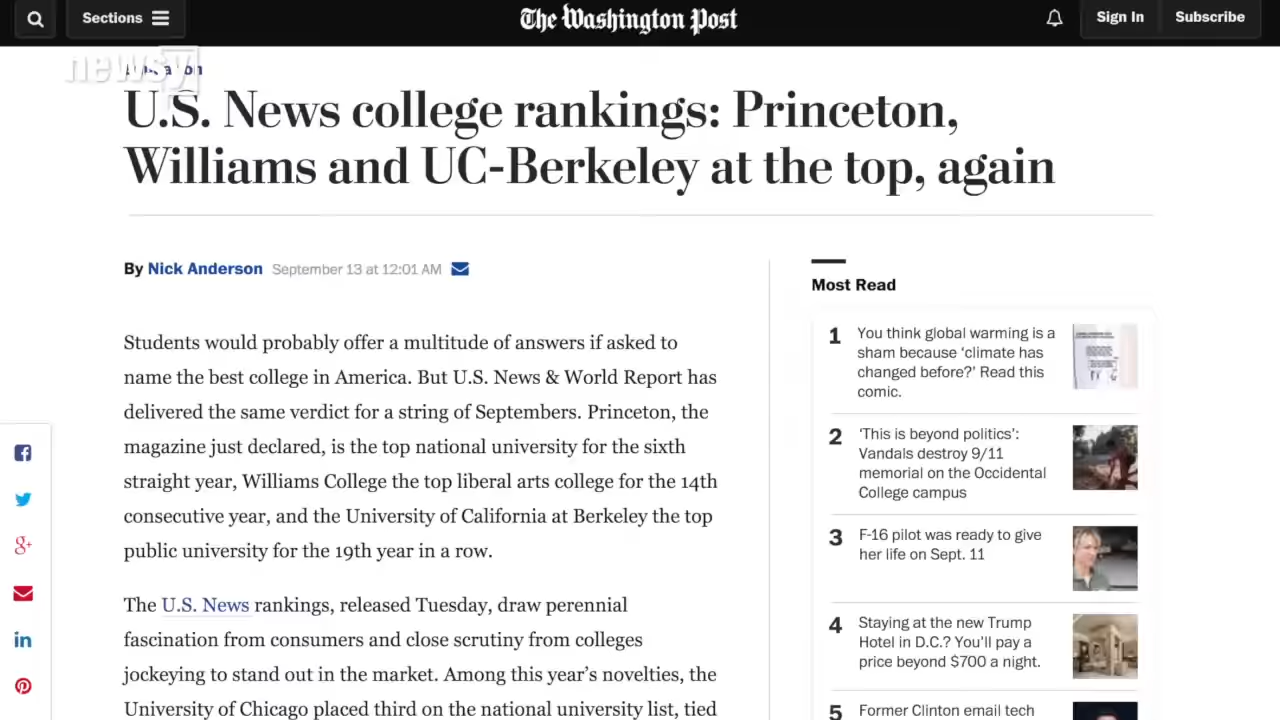 Sections
The Washington Post
Sign In
Subscribe
newsy
U.S. News college rankings: Princeton,
Williams and UC-Berkeley at the top, again
By Nick Anderson September 13 at 12:01 AM
Students would probably offer a multitude of answers if asked to
name the best college in America. But U.S. News & World Report has
delivered the same verdict for a string of Septembers. Princeton, the
magazine just declared, is the top national university for the sixth
straight year, Williams College the top liberal arts college for the 14th
consecutive year, and the University of California at Berkeley the top
public university for the 19th year in a row.
The U.S. News rankings, released Tuesday, draw perennial
fascination from consumers and close scrutiny from colleges
jockeying to stand out in the market. Among this year’s novelties, the
University of Chicago placed third on the national university list, tied
Most Read
1 You think global warming is a
sham because ‘climate has
changed before?’ Read this
comic.
2 ‘This is beyond politics’:
Vandals destroy 9/11
memorial on the Occidental
College campus
3 F-16 pilot was ready to give
her life on Sept. 11
4 Staying at the new Trump
Hotel in D.C.? You’ll pay a
price beyond $700 a night.
5 Former Clinton email tech